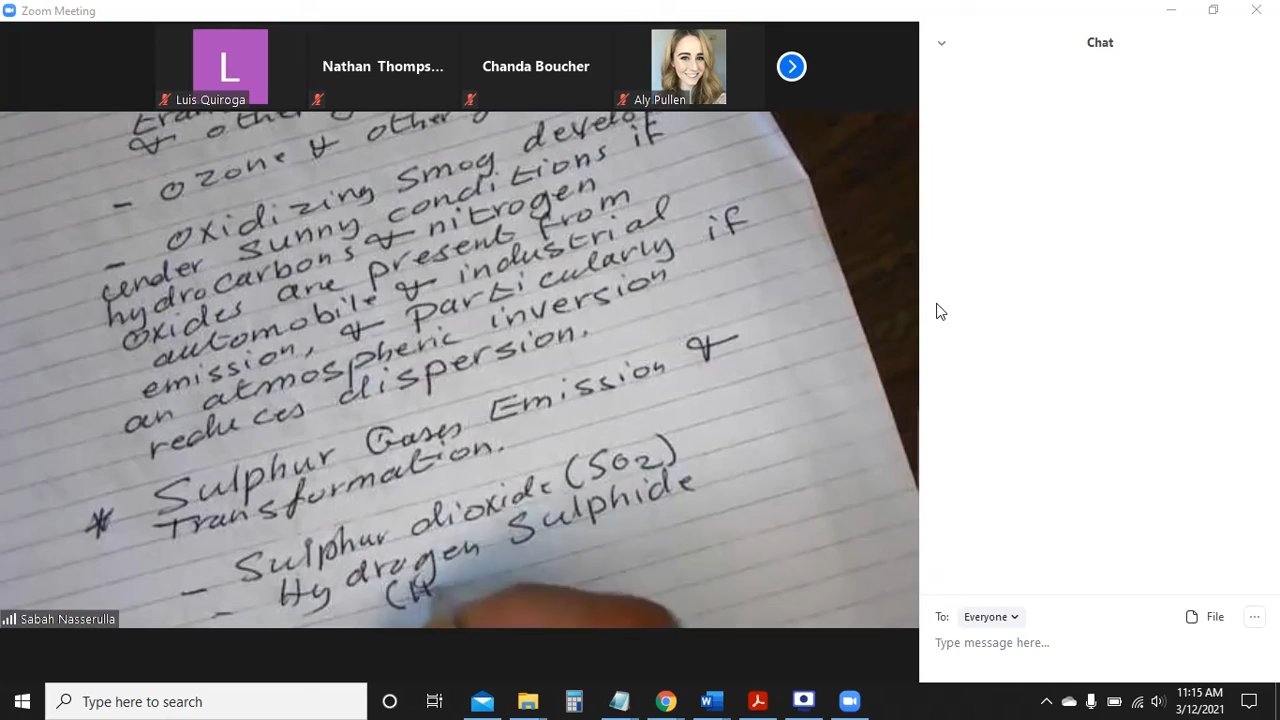 Zoom Meeting
L
Luis Quiroga
Nathan Thomps...
Chanda Boucher
Aly Pullen
Chat
& other
- Ozone & other
- Oxidizing Smog develop
under Sunny conditions if
hydrocarbons & nitrogen
Oxides are present from
automobile & industrial
emission, & particularly if
an atmospheric inversion
reduces dispersion.
* Sulphur Gases Emission &
Transformation.
- Sulphur dioxide (SO2)
- Hydrogen Sulphide
(H
Sabah Nasserulla
To: Everyone
File
Type message here...
Type here to search
11:15 AM
3/12/2021